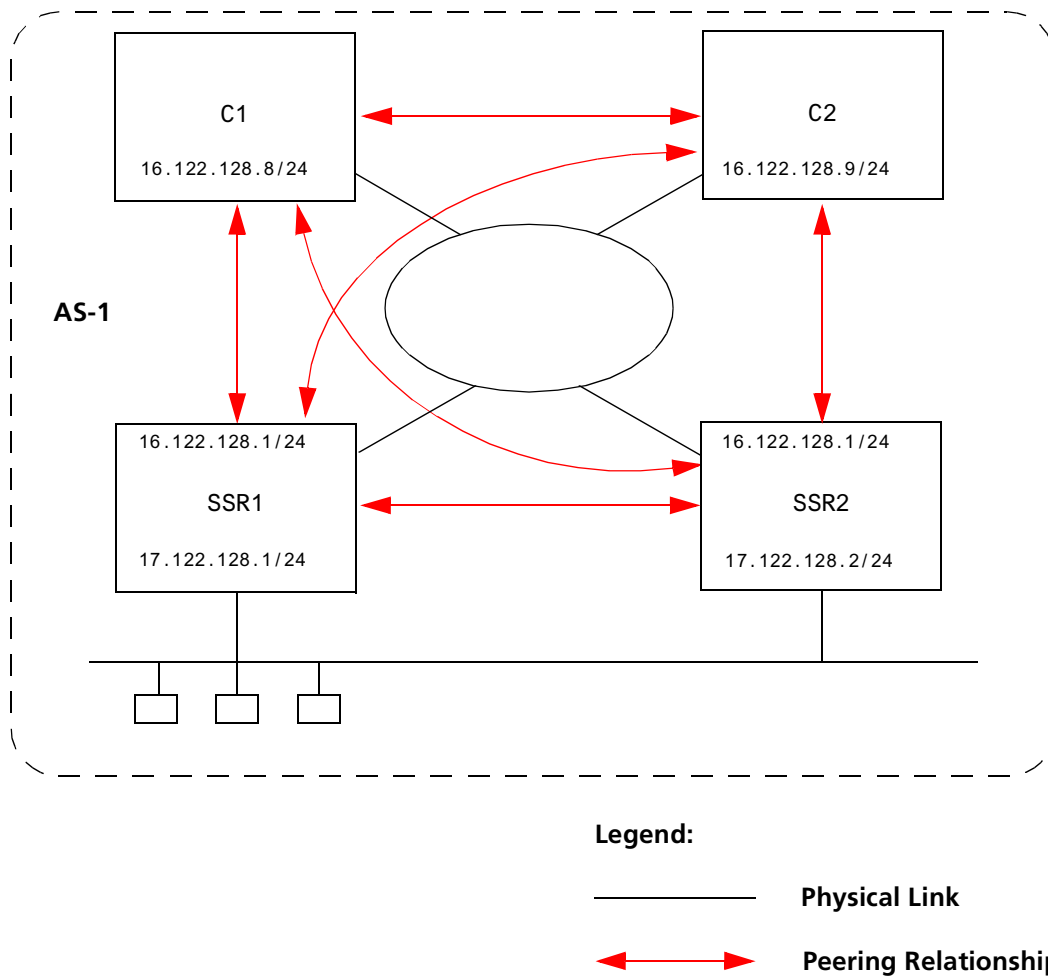 C1
16.122.128.8/24
C2
16.122.128.9/24
AS-1
16.122.128.1/24
SSR1
17.122.128.1/24
16.122.128.1/24
SSR2
17.122.128.2/24
Legend:
Physical Link
Peering Relationship